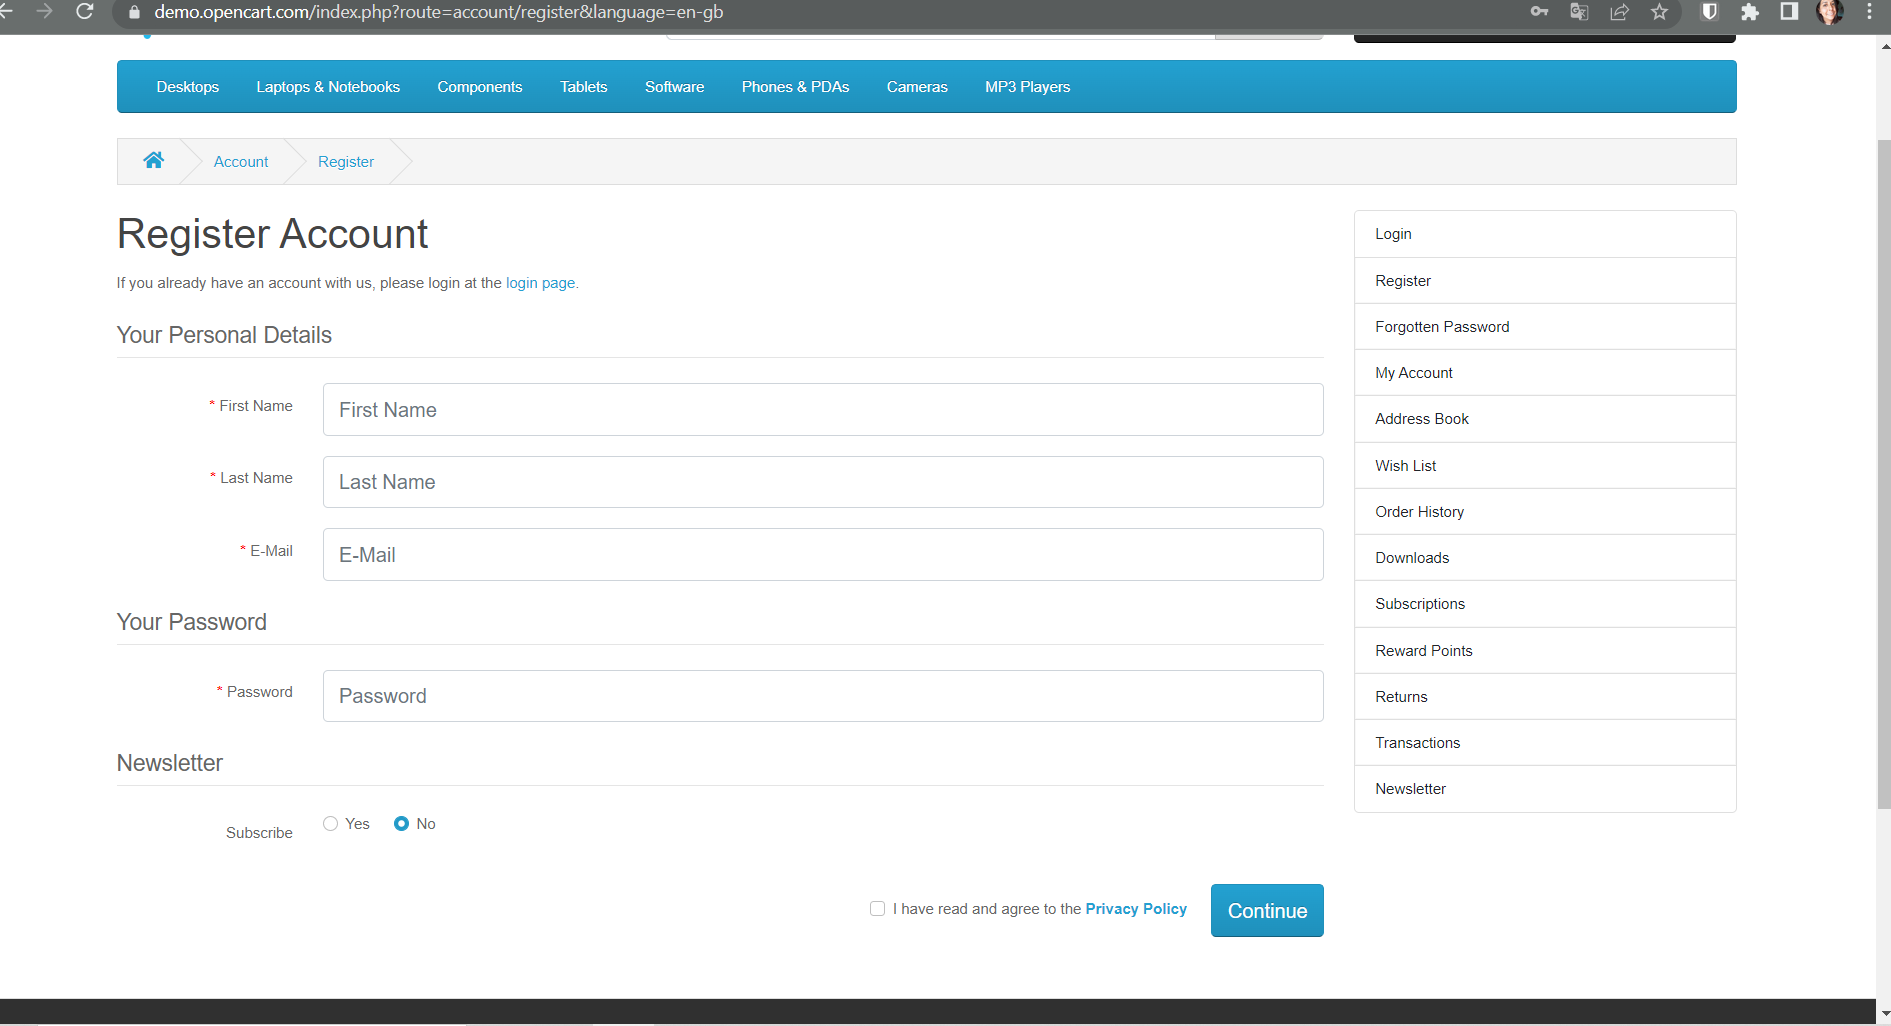 demo.opencart.com/index.php?route=account/register&language=en-gb
Desktops Laptops & Notebooks Components Tablets Software Phones & PDAs Cameras MP3 Players
Account Register
Register Account
If you already have an account with us, please login at the login page.
Your Personal Details
* First Name First Name
* Last Name Last Name
* E-Mail E-Mail
Your Password
* Password Password
Newsletter
Subscribe Yes No
I have read and agree to the Privacy Policy Continue
Login
Register
Forgotten Password
My Account
Address Book
Wish List
Order History
Downloads
Subscriptions
Reward Points
Returns
Transactions
Newsletter